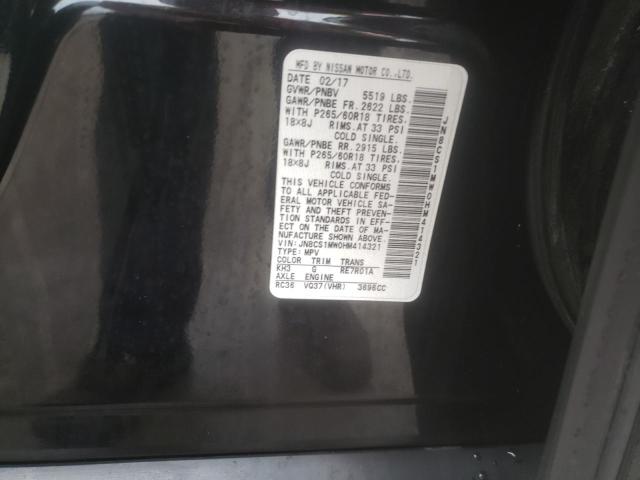 MFD BY NISSAN MOTOR CO.,LTD.
DATE 02/17
GVWR/PNBV 5519 LBS.
GAWR/PNBE FR. 2622 LBS.
WITH P265/60R18 TIRES.
18X8J RIMS. AT 33 PSI
COLD SINGLE.
GAWR/PNBE RR. 2915 LBS.
WITH P265/60R18 TIRES.
18X8J RIMS. AT 33 PSI
COLD SINGLE.
THIS VEHICLE CONFORMS
TO ALL APPLICABLE FED-
ERAL MOTOR VEHICLE SA-
FETY AND THEFT PREVEN-
TION STANDARDS IN EFF-
ECT ON THE DATE OF MA-
NUFACTURE SHOWN ABOVE.
VIN: JN8CS1MW0HM414321
TYPE: MPV
COLOR TRIM TRANS
KH3 G RE7R01A
AXLE ENGINE
RC36 VQ37(VHR) 3696CC
JN8CS1MW0HM414321